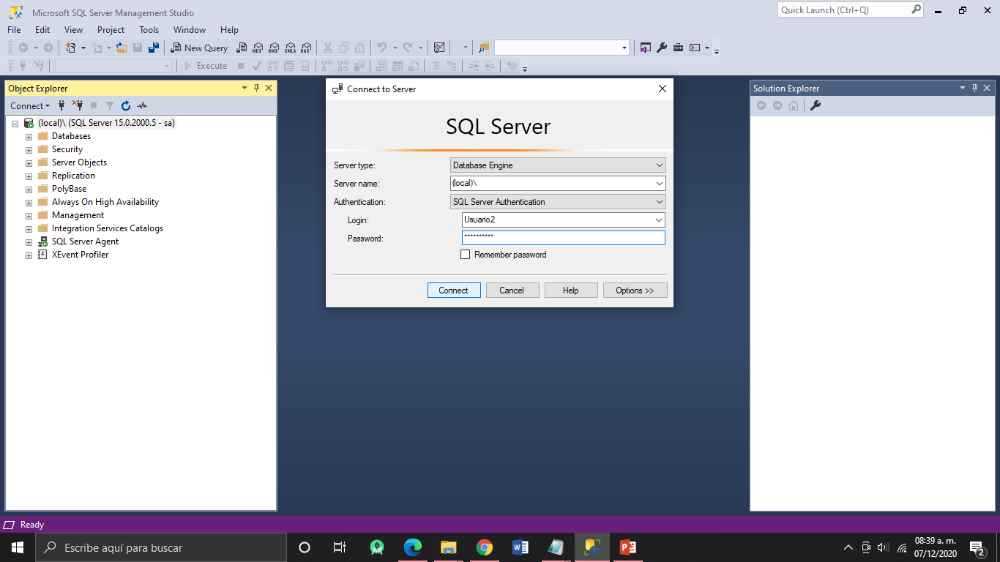 Microsoft SQL Server Management Studio
Quick Launch (Ctrl+Q)
File Edit View Project Tools Window Help
New Query
MDX DMX XMLA DAX
Execute
Object Explorer
Connect
(local)\ (SQL Server 15.0.2000.5 - sa)
Databases
Security
Server Objects
Replication
PolyBase
Always On High Availability
Management
Integration Services Catalogs
SQL Server Agent
XEvent Profiler
Connect to Server
SQL Server
Server type: Database Engine
Server name: (local)\
Authentication: SQL Server Authentication
Login: Usuario2
Password: **********
Remember password
Connect Cancel Help Options >>
Solution Explorer
Ready
Escribe aquí para buscar
08:39 a. m.
07/12/2020
2